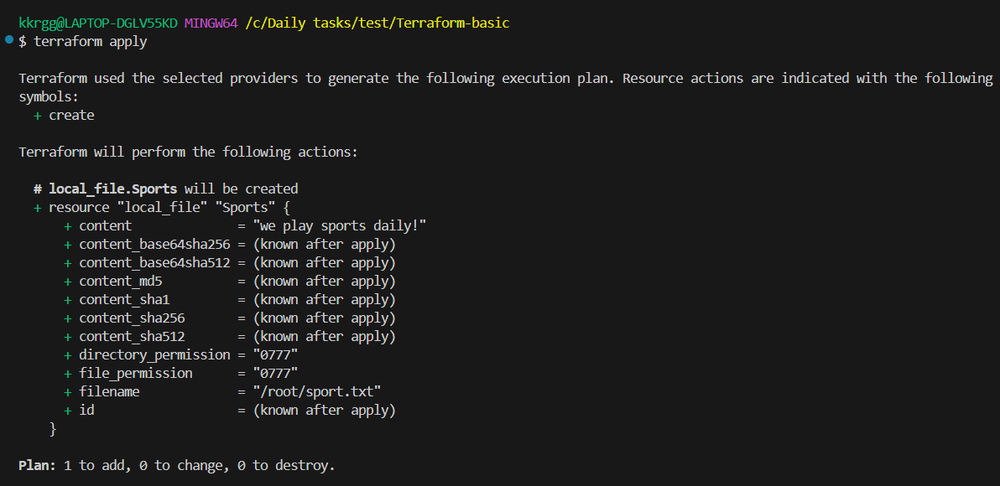 kkrgg@LAPTOP-DGLV55KD MINGW64 /c/Daily tasks/test/Terraform-basic
$ terraform apply
Terraform used the selected providers to generate the following execution plan. Resource actions are indicated with the following
symbols:
+ create
Terraform will perform the following actions:
# local_file.Sports will be created
+ resource "local_file" "Sports" {
+ content = "we play sports daily!"
+ content_base64sha256 = (known after apply)
+ content_base64sha512 = (known after apply)
+ content_md5 = (known after apply)
+ content_sha1 = (known after apply)
+ content_sha256 = (known after apply)
+ content_sha512 = (known after apply)
+ directory_permission = "0777"
+ file_permission = "0777"
+ filename = "/root/sport.txt"
+ id = (known after apply)
}
Plan: 1 to add, 0 to change, 0 to destroy.